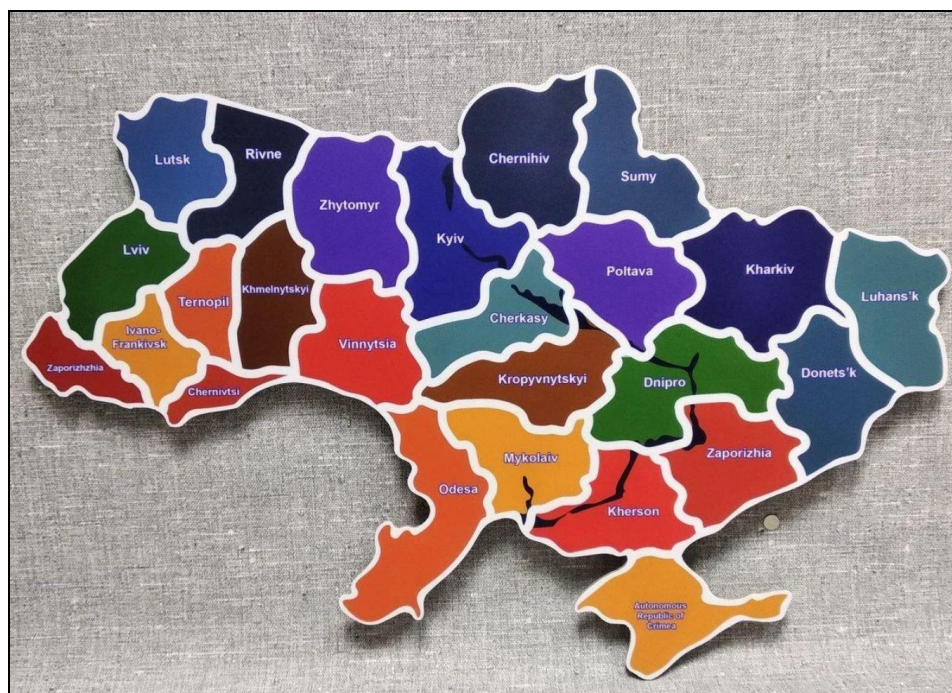 Lutsk
Rivne
Zhytomyr
Kyiv
Chernihiv
Sumy
Lviv
Ternopil
Khmelnytskyi
Vinnytsia
Cherkasy
Poltava
Kharkiv
Luhans'k
Zaporizhzhia
Ivano-
Frankivsk
Chernivtsi
Kropyvnytskyi
Dnipro
Donets'k
Odesa
Mykolaiv
Kherson
Zaporizhia
Autonomous
Republic of
Crimea